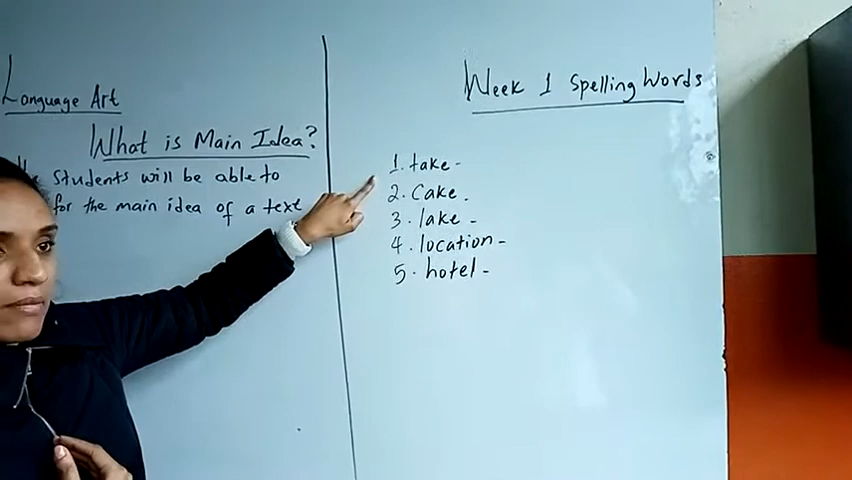 Language Art
What is Main Idea?
Students will be able to
for the main idea of a text
Week 1 Spelling Words
1. take -
2. Cake.
3. lake -
4. location -
5. hotel -